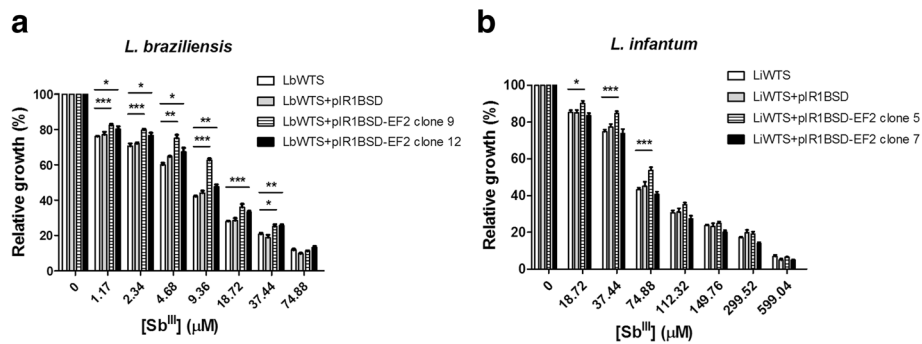 a
L. braziliensis
LbWTS
LbWTS+pIR1BSD
LbWTS+pIR1BSD-EF2 clone 9
LbWTS+pIR1BSD-EF2 clone 12
* * * ** *** **
*** *** ** *** *
Relative growth (%)
100
80
60
40
20
0
0 1.17 2.34 4.68 9.36 18.72 37.44 74.88
[SbIII] (µM)
b
L. infantum
LiWTS
LiWTS+pIR1BSD
LiWTS+pIR1BSD-EF2 clone 5
LiWTS+pIR1BSD-EF2 clone 7
* *** ***
Relative growth (%)
100
80
60
40
20
0
0 18.72 37.44 74.88 112.32 149.76 299.52 599.04
[SbIII] (µM)